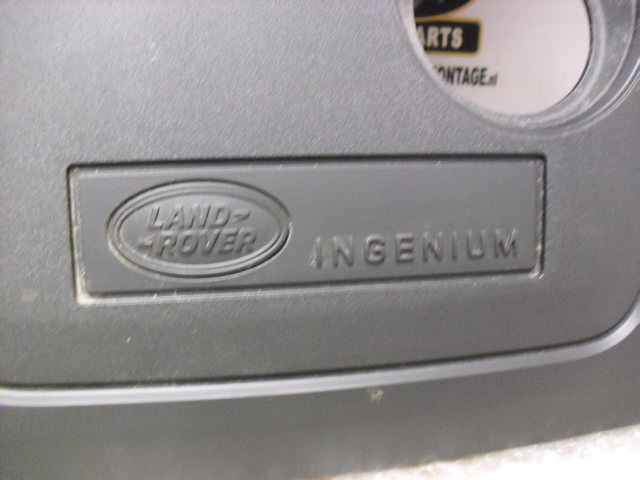 ARTS
ONTAGE.nl
LAND-
-ROVER
INGENIUM